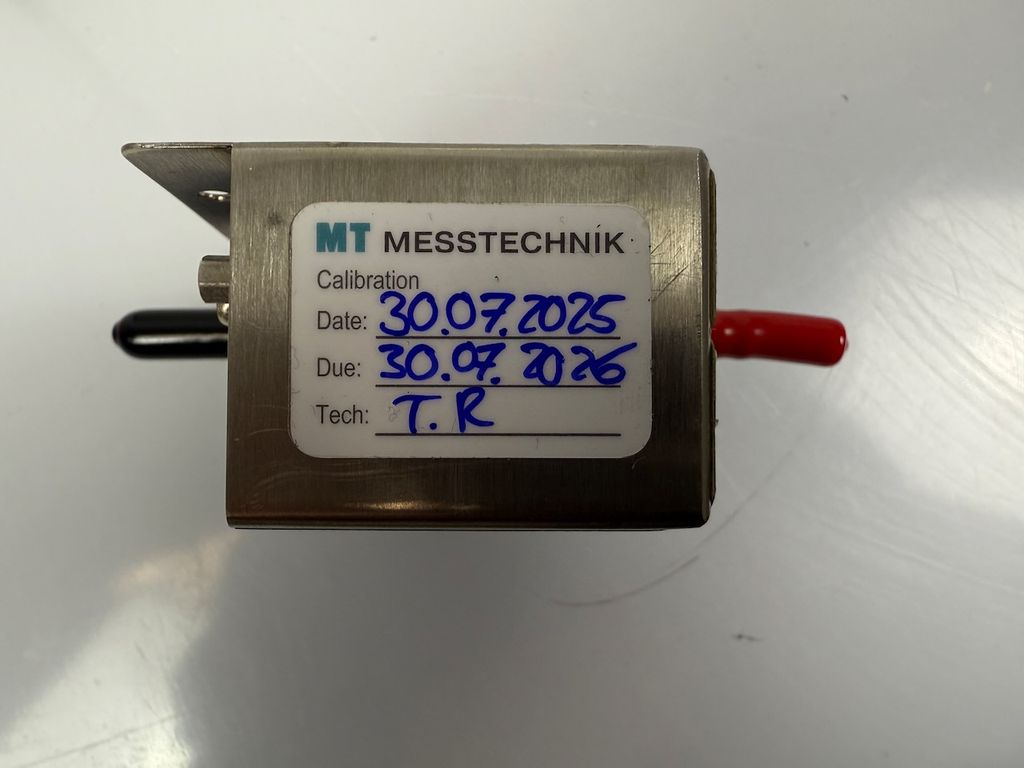 MT MESSTECHNIK
Calibration
Date: 30.07.2025
Due: 30.07.2026
Tech: T.R